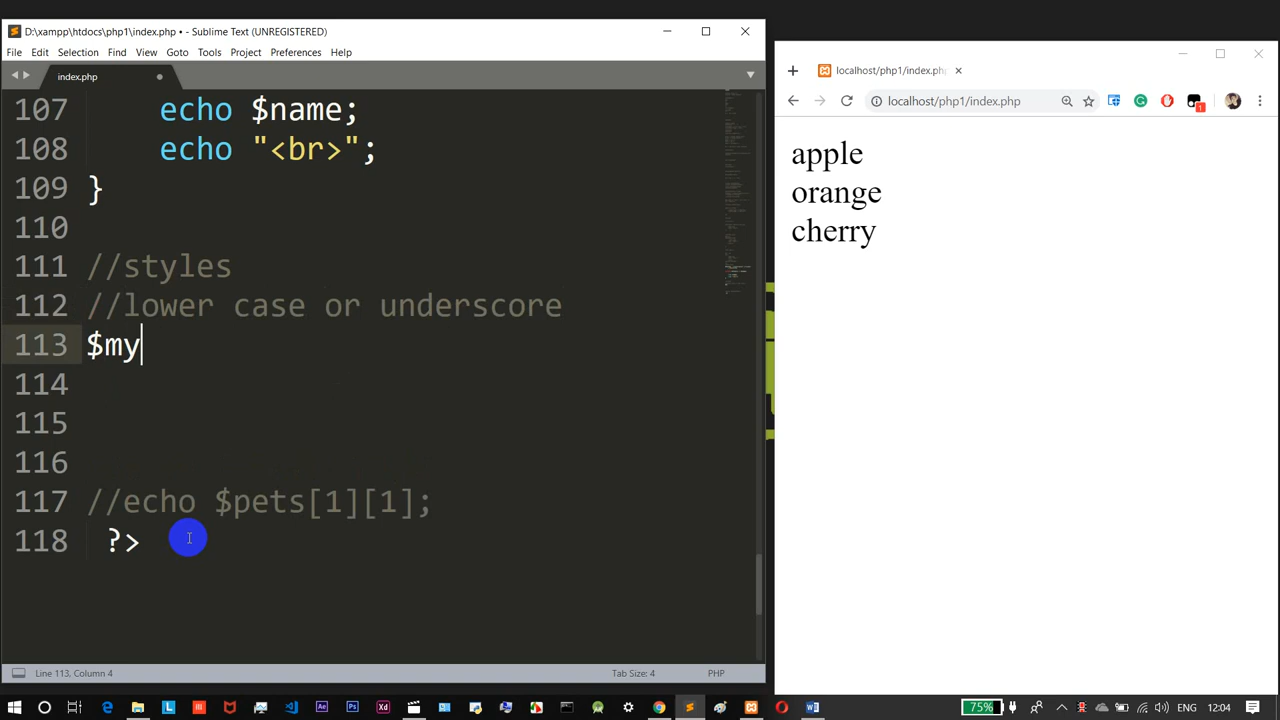 D:\xampp\htdocs\php1\index.php • - Sublime Text (UNREGISTERED)
File Edit Selection Find View Goto Tools Project Preferences Help
index.php
107 echo $name;
108 echo "<br>";
109 }
110
111 //styles
112 //lower case or underscore
113 $my
114
115
116
117 //echo $pets[1][1];
118 ?>
Line 113, Column 4
Tab Size: 4
PHP
localhost/php1/index.php
localhost/php1/index.php
1
apple
orange
cherry
75%
ENG
12:04